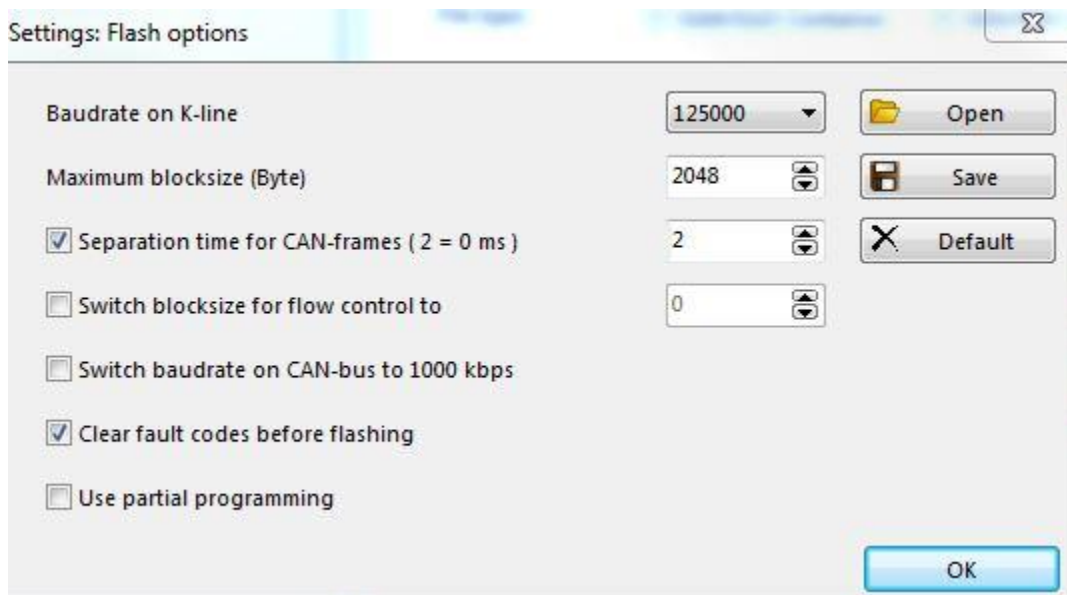 Settings: Flash options
Baudrate on K-line
125000
Open
Maximum blocksize (Byte)
2048
Save
Separation time for CAN-frames ( 2 = 0 ms )
2
Default
Switch blocksize for flow control to
0
Switch baudrate on CAN-bus to 1000 kbps
Clear fault codes before flashing
Use partial programming
OK